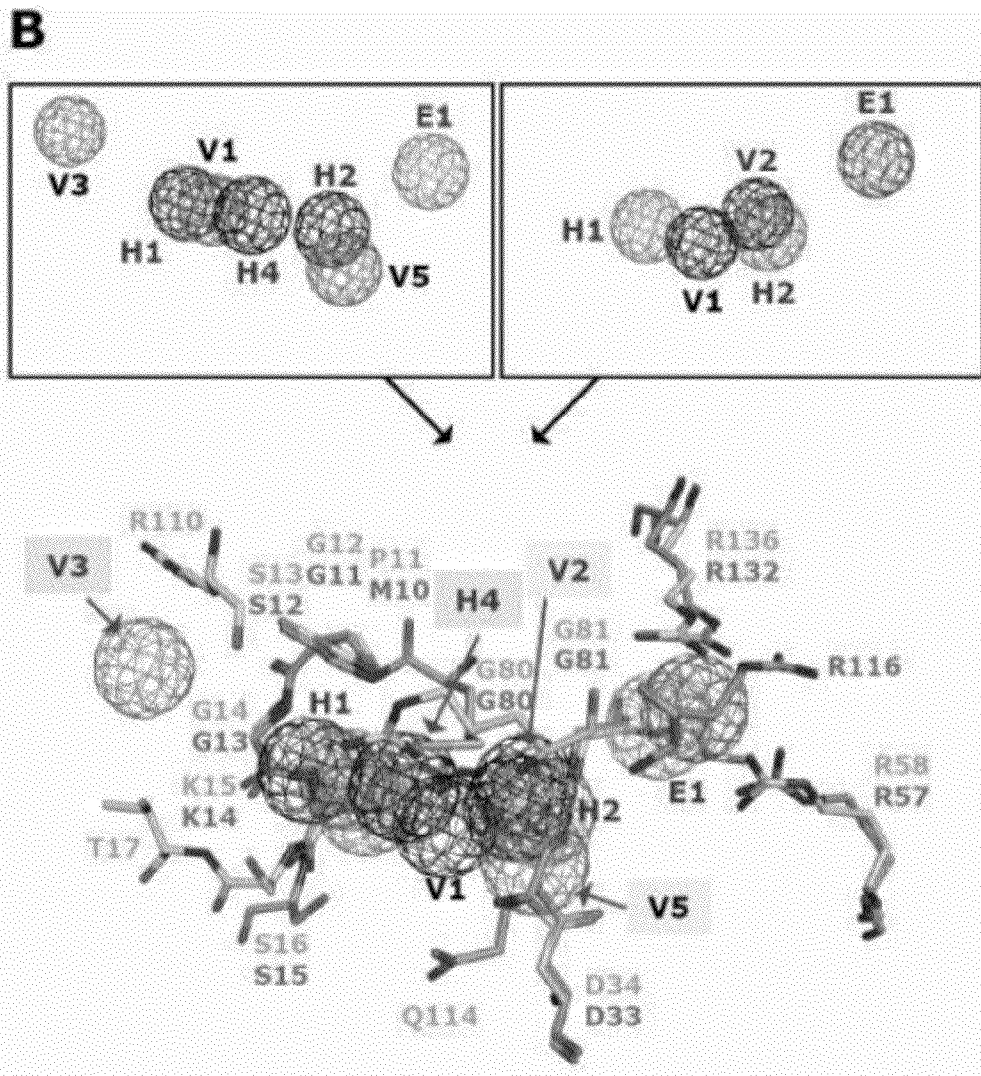 B
E1
V1
H2
V3
H1
H4
V5
E1
V2
H1
V1
H2
R110
G12
P11
V3
S13
G11
M10
V2
S12
H4
R136
R132
G81
G81
G80
G80
R116
G14
H1
G13
K15
K14
H2
E1
R58
R57
T17
V1
V5
S16
S15
Q114
D34
D33